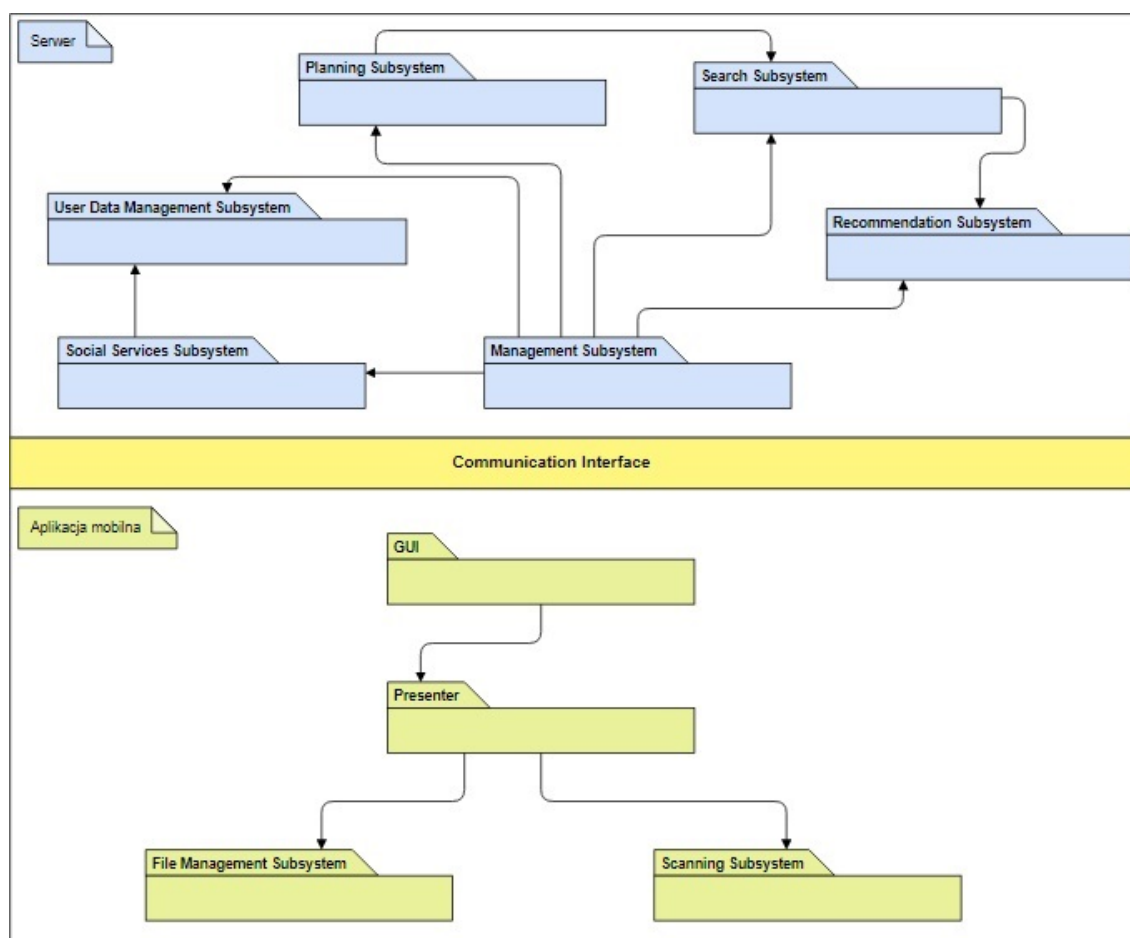 Serwer
Planning Subsystem
Search Subsystem
User Data Management Subsystem
Recommendation Subsystem
Social Services Subsystem
Management Subsystem
Communication Interface
Aplikacja mobilna
GUI
Presenter
File Management Subsystem
Scanning Subsystem